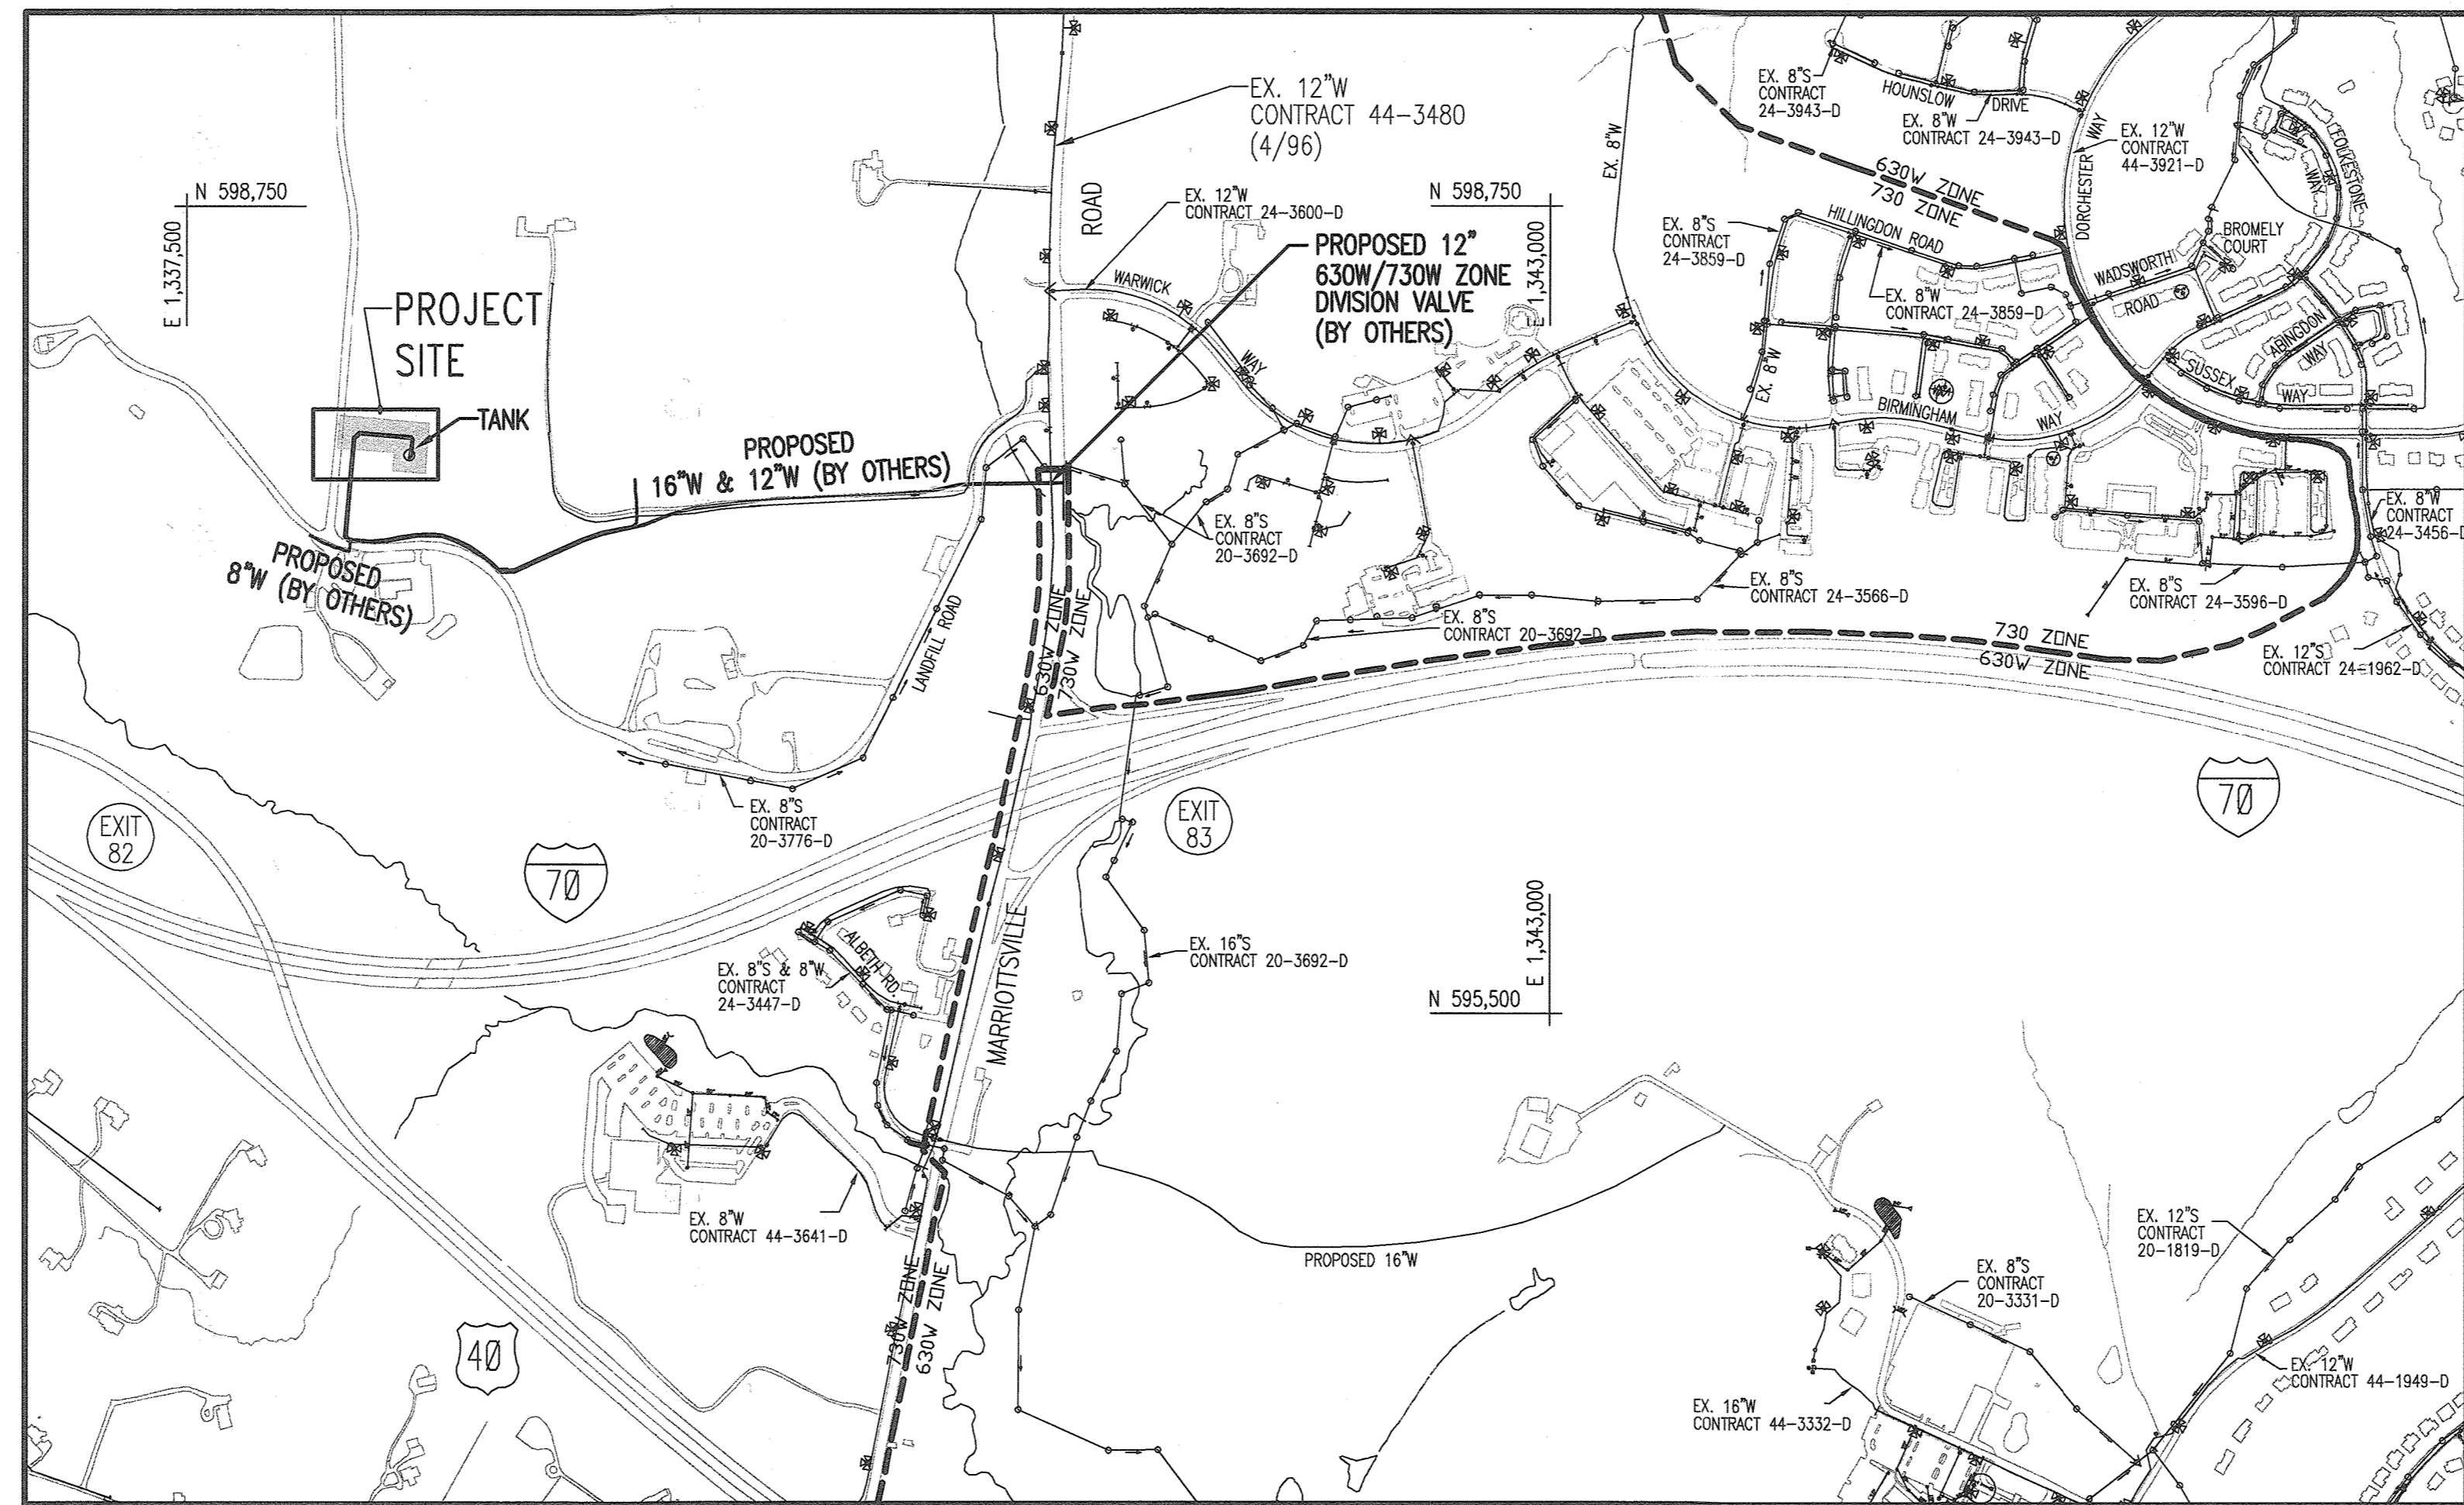 EX. 12"W
CONTRACT 44-3480
(4/96)
EX. 8"S
CONTRACT
24-3943-D
HOUNSLOW DRIVE
EX. 8"W
CONTRACT 24-3943-D
WAY
DORCHESTER
EX. 12"W
CONTRACT
44-3921-D
FOLKESTONE
WAY
EX. 8"W
630W ZONE
730 ZONE
N 598,750
E 1,337,500
ROAD
EX. 12"W
CONTRACT 24-3600-D
N 598,750
E 1,343,000
PROPOSED 12"
630W/730W ZONE
DIVISION VALVE
(BY OTHERS)
WARWICK
WAY
EX. 8"S
CONTRACT
24-3859-D
HILLINGDON ROAD
EX. 8"W
CONTRACT 24-3859-D
WADSWORTH
ROAD
BROMELY
COURT
ABINGDON
WAY
SUSSEX
WAY
PROJECT
SITE
TANK
EX. 8"W
BIRMINGHAM
WAY
PROPOSED
16"W & 12"W (BY OTHERS)
PROPOSED
8"W (BY OTHERS)
EX. 8"S
CONTRACT
20-3692-D
EX. 8"W
CONTRACT
24-3456-D
EX. 8"S
CONTRACT 24-3566-D
EX. 8"S
CONTRACT 24-3596-D
EX. 8"S
CONTRACT 20-3692-D
LANDFILL ROAD
630W ZONE
730W ZONE
730 ZONE
630W ZONE
EX. 12"S
CONTRACT 24-1962-D
EX. 8"S
CONTRACT
20-3776-D
EXIT
82
70
EXIT
83
70
ALBETH RD.
EX. 8"S & 8"W
CONTRACT
24-3447-D
MARRIOTTSVILLE
EX. 16"S
CONTRACT 20-3692-D
E 1,343,000
N 595,500
EX. 8"W
CONTRACT 44-3641-D
PROPOSED 16"W
730W ZONE
630W ZONE
40
EX. 12"S
CONTRACT
20-1819-D
EX. 8"S
CONTRACT
20-3331-D
EX. 12"W
CONTRACT 44-1949-D
EX. 16"W
CONTRACT 44-3332-D